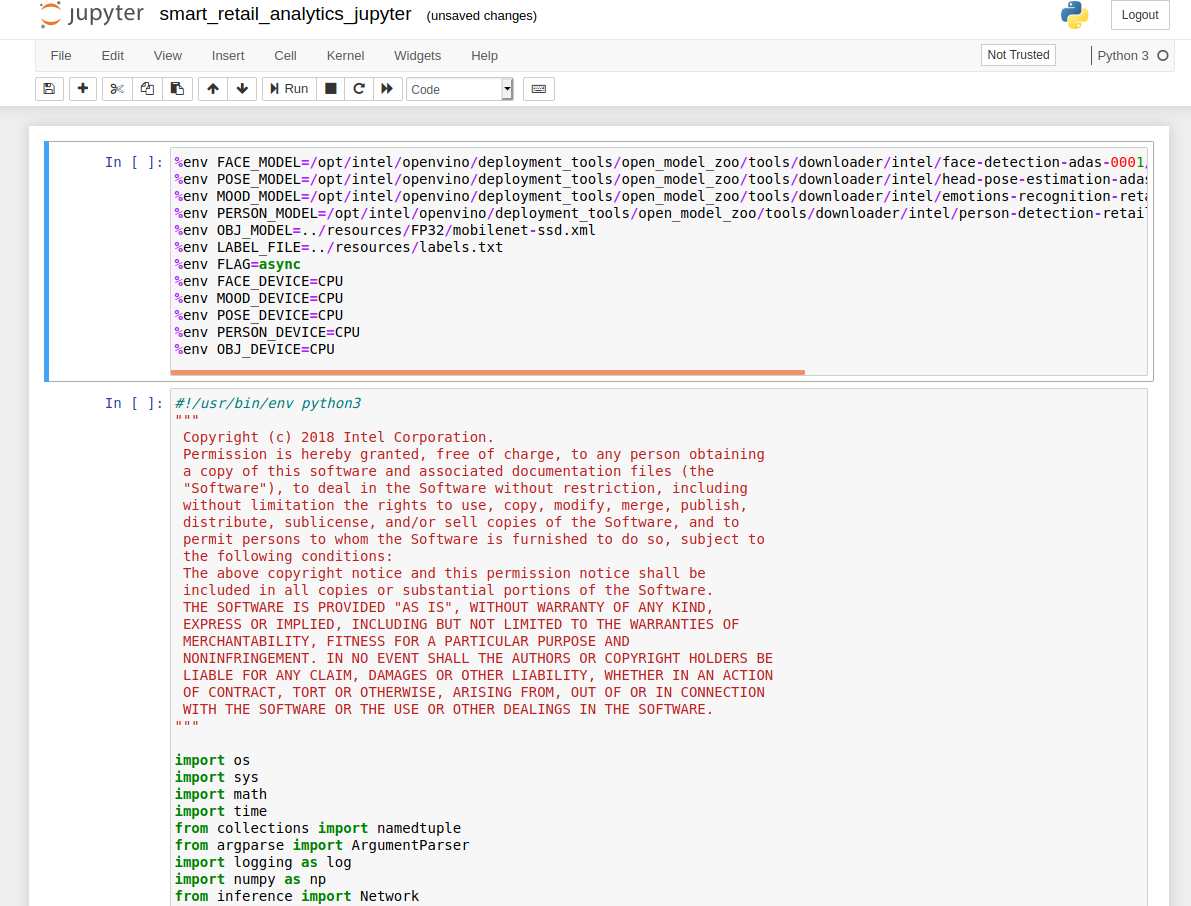 jupyter smart_retail_analytics_jupyter (unsaved changes) Logout
File Edit View Insert Cell Kernel Widgets Help Not Trusted Python 3
Run Code
In [ ]: %env FACE_MODEL=/opt/intel/openvino/deployment_tools/open_model_zoo/tools/downloader/intel/face-detection-adas-0001/
%env POSE_MODEL=/opt/intel/openvino/deployment_tools/open_model_zoo/tools/downloader/intel/head-pose-estimation-adas
%env MOOD_MODEL=/opt/intel/openvino/deployment_tools/open_model_zoo/tools/downloader/intel/emotions-recognition-reta
%env PERSON_MODEL=/opt/intel/openvino/deployment_tools/open_model_zoo/tools/downloader/intel/person-detection-retail
%env OBJ_MODEL=../resources/FP32/mobilenet-ssd.xml
%env LABEL_FILE=../resources/labels.txt
%env FLAG=async
%env FACE_DEVICE=CPU
%env MOOD_DEVICE=CPU
%env POSE_DEVICE=CPU
%env PERSON_DEVICE=CPU
%env OBJ_DEVICE=CPU
In [ ]: #!/usr/bin/env python3
"""
Copyright (c) 2018 Intel Corporation.
Permission is hereby granted, free of charge, to any person obtaining
a copy of this software and associated documentation files (the
"Software"), to deal in the Software without restriction, including
without limitation the rights to use, copy, modify, merge, publish,
distribute, sublicense, and/or sell copies of the Software, and to
permit persons to whom the Software is furnished to do so, subject to
the following conditions:
The above copyright notice and this permission notice shall be
included in all copies or substantial portions of the Software.
THE SOFTWARE IS PROVIDED "AS IS", WITHOUT WARRANTY OF ANY KIND,
EXPRESS OR IMPLIED, INCLUDING BUT NOT LIMITED TO THE WARRANTIES OF
MERCHANTABILITY, FITNESS FOR A PARTICULAR PURPOSE AND
NONINFRINGEMENT. IN NO EVENT SHALL THE AUTHORS OR COPYRIGHT HOLDERS BE
LIABLE FOR ANY CLAIM, DAMAGES OR OTHER LIABILITY, WHETHER IN AN ACTION
OF CONTRACT, TORT OR OTHERWISE, ARISING FROM, OUT OF OR IN CONNECTION
WITH THE SOFTWARE OR THE USE OR OTHER DEALINGS IN THE SOFTWARE.
"""
import os
import sys
import math
import time
from collections import namedtuple
from argparse import ArgumentParser
import logging as log
import numpy as np
from inference import Network